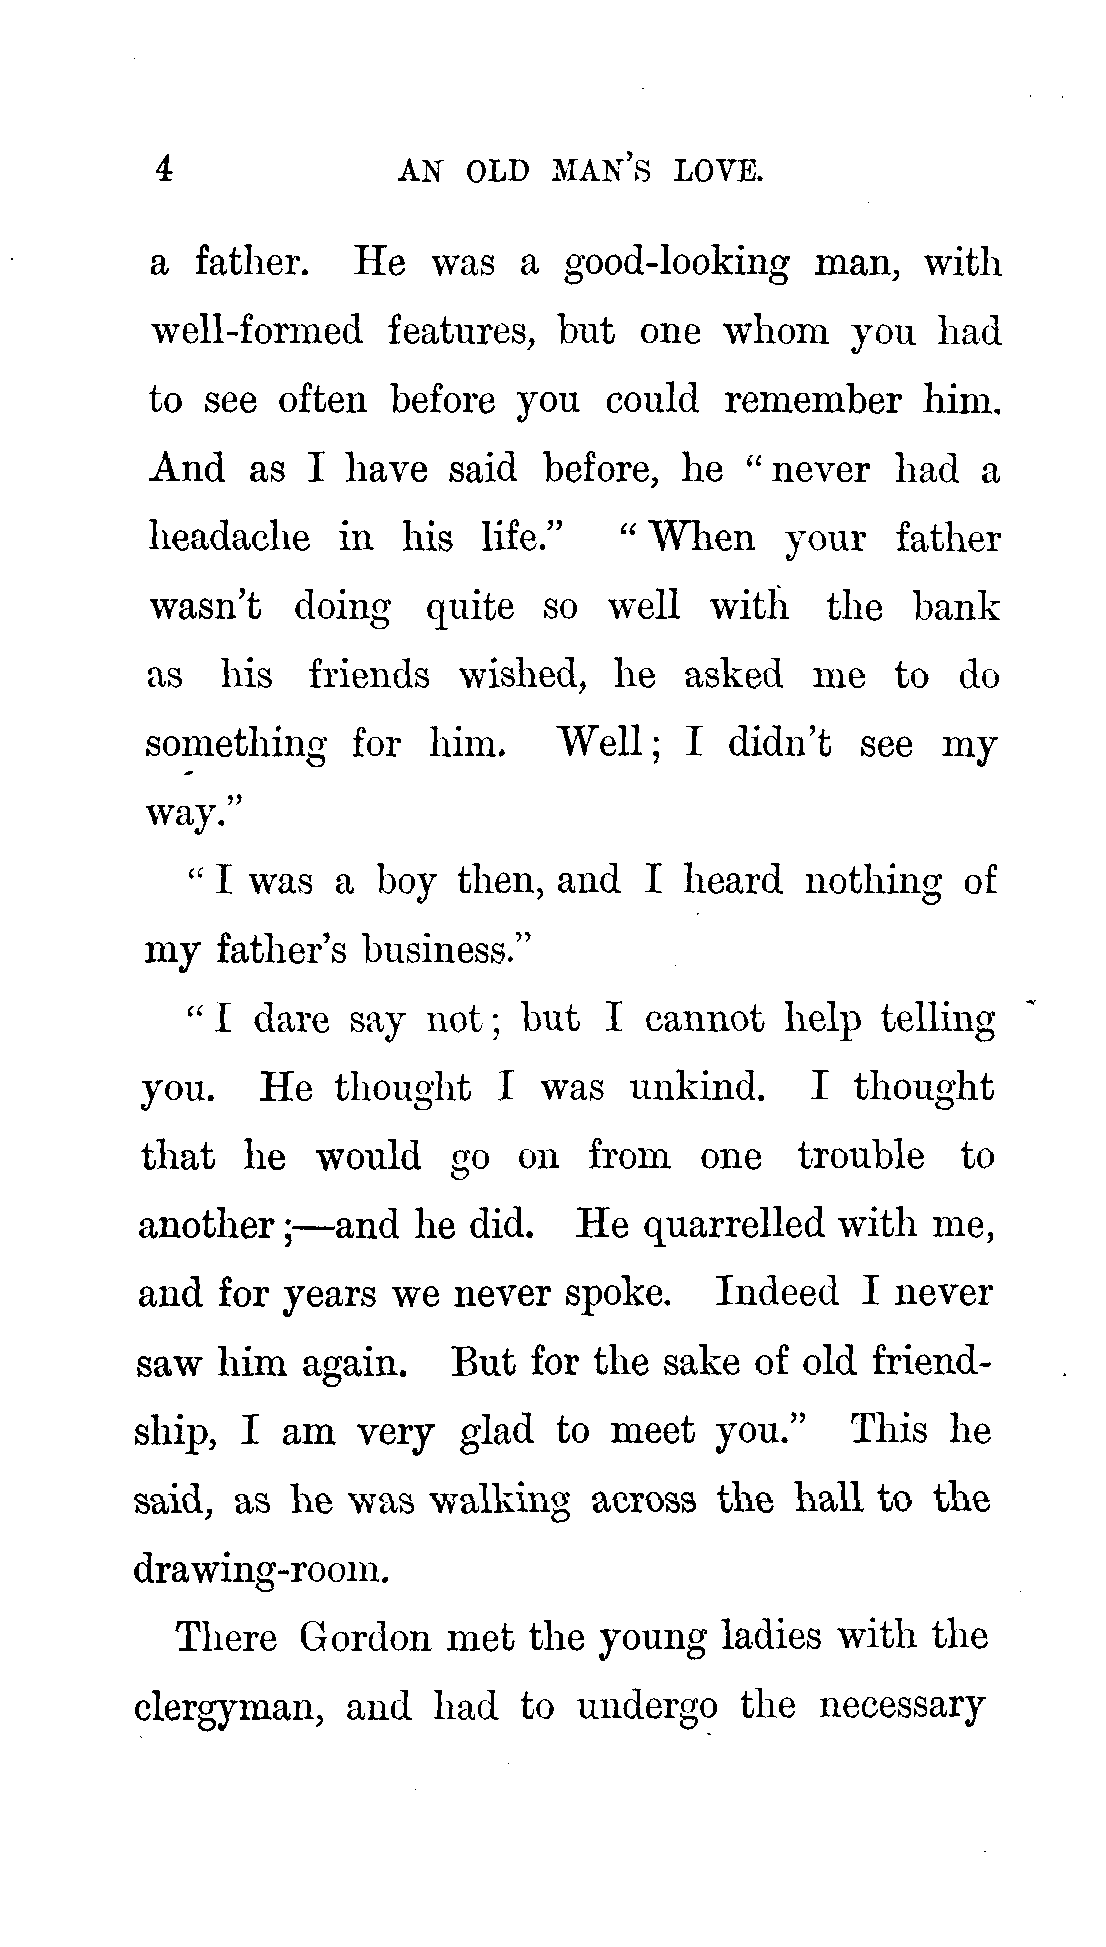 4 AN OLD MAN'S LOVE.
a father. He was a good-looking man, with
well-formed features, but one whom you had
to see often before you could remember him.
And as I have said before, he “never had a
headache in his life.” “When your father
wasn't doing quite so well with the bank
as his friends wished, he asked me to do
something for him. Well; I didn't see my
way.”
“I was a boy then, and I heard nothing of
my father's business.”
“I dare say not; but I cannot help telling
you. He thought I was unkind. I thought
that he would go on from one trouble to
another;—and he did. He quarrelled with me,
and for years we never spoke. Indeed I never
saw him again. But for the sake of old friend-
ship, I am very glad to meet you.” This he
said, as he was walking across the hall to the
drawing-room.
There Gordon met the young ladies with the
clergyman, and had to undergo the necessary